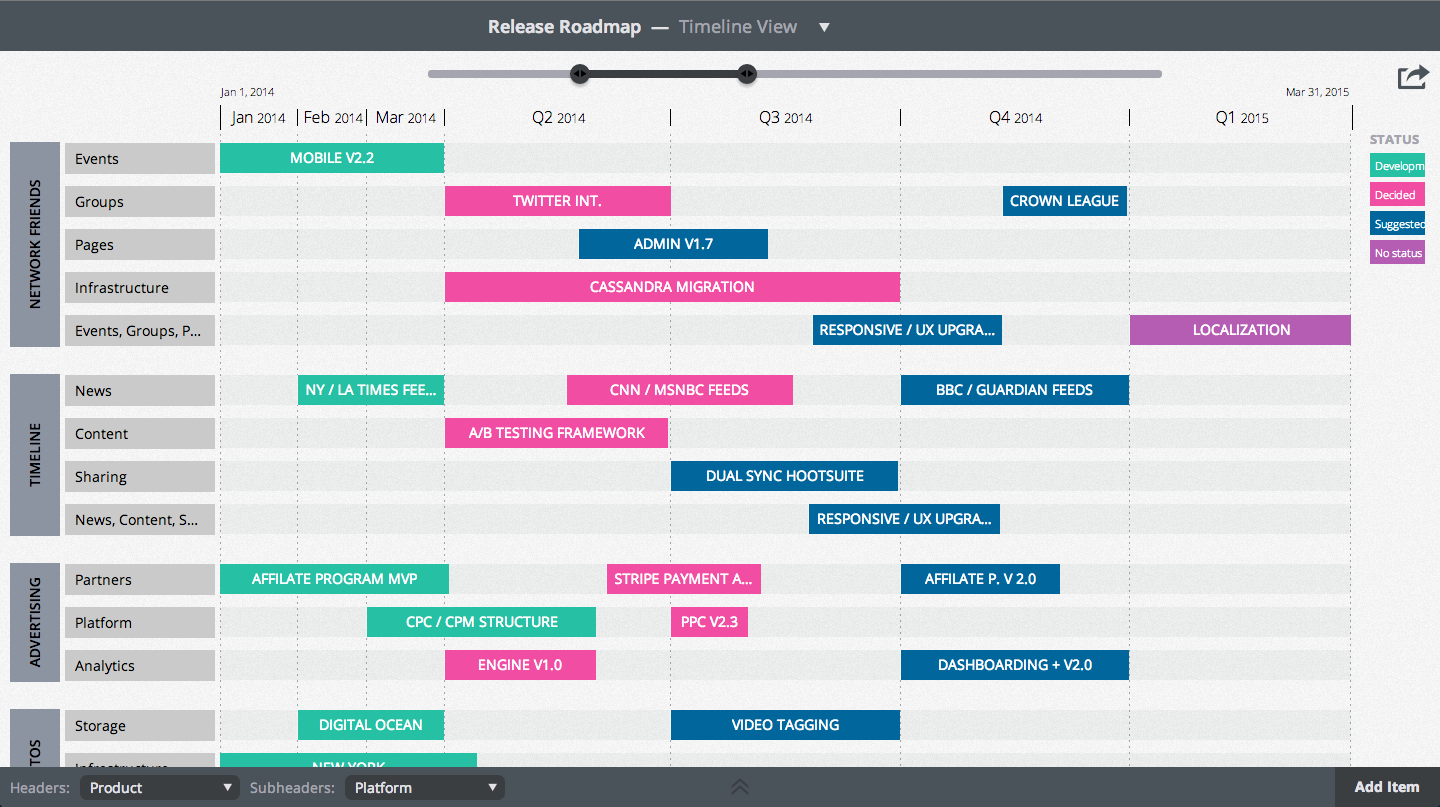 Release Roadmap — Timeline View ▼
Jan 1, 2014
Mar 31, 2015
Jan 2014 Feb 2014 Mar 2014 Q2 2014 Q3 2014 Q4 2014 Q1 2015
STATUS
Developm
Decided
Suggested
No status
NETWORK FRIENDS
Events
MOBILE V2.2
Groups
TWITTER INT.
CROWN LEAGUE
Pages
ADMIN V1.7
Infrastructure
CASSANDRA MIGRATION
Events, Groups, P...
RESPONSIVE / UX UPGRA...
LOCALIZATION
TIMELINE
News
NY / LA TIMES FEE...
CNN / MSNBC FEEDS
BBC / GUARDIAN FEEDS
Content
A/B TESTING FRAMEWORK
Sharing
DUAL SYNC HOOTSUITE
News, Content, S...
RESPONSIVE / UX UPGRA...
ADVERTISING
Partners
AFFILATE PROGRAM MVP
STRIPE PAYMENT A...
AFFILATE P. V 2.0
Platform
CPC / CPM STRUCTURE
PPC V2.3
Analytics
ENGINE V1.0
DASHBOARDING + V2.0
TOS
Storage
DIGITAL OCEAN
VIDEO TAGGING
Infrastructure
NEW YORK
Headers: Product ▼ Subheaders: Platform ▼
Add Item